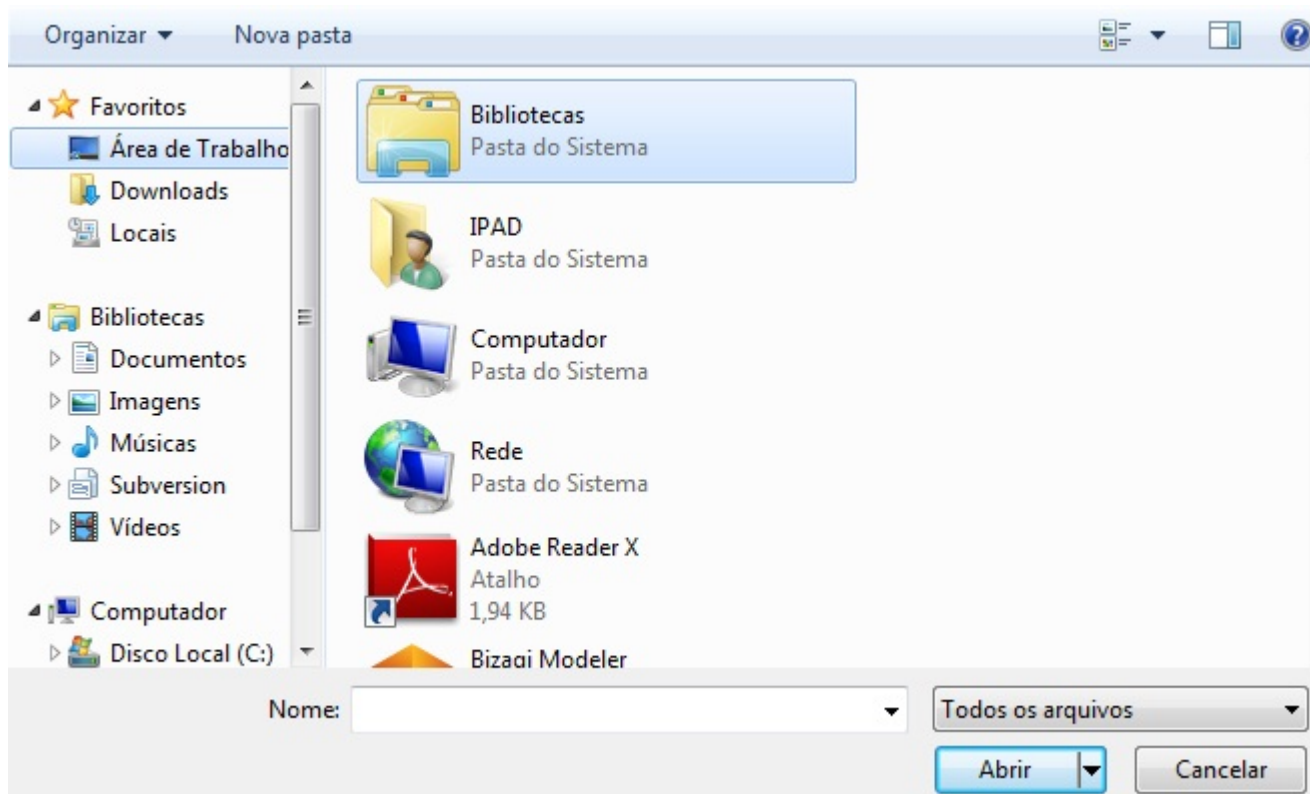 Organizar Nova pasta
Favoritos
Área de Trabalho
Downloads
Locais
Bibliotecas
Documentos
Imagens
Músicas
Subversion
Vídeos
Computador
Disco Local (C:)
Bibliotecas
Pasta do Sistema
IPAD
Pasta do Sistema
Computador
Pasta do Sistema
Rede
Pasta do Sistema
Adobe Reader X
Atalho
1,94 KB
Bizagi Modeler
Nome: Todos os arquivos
Abrir Cancelar